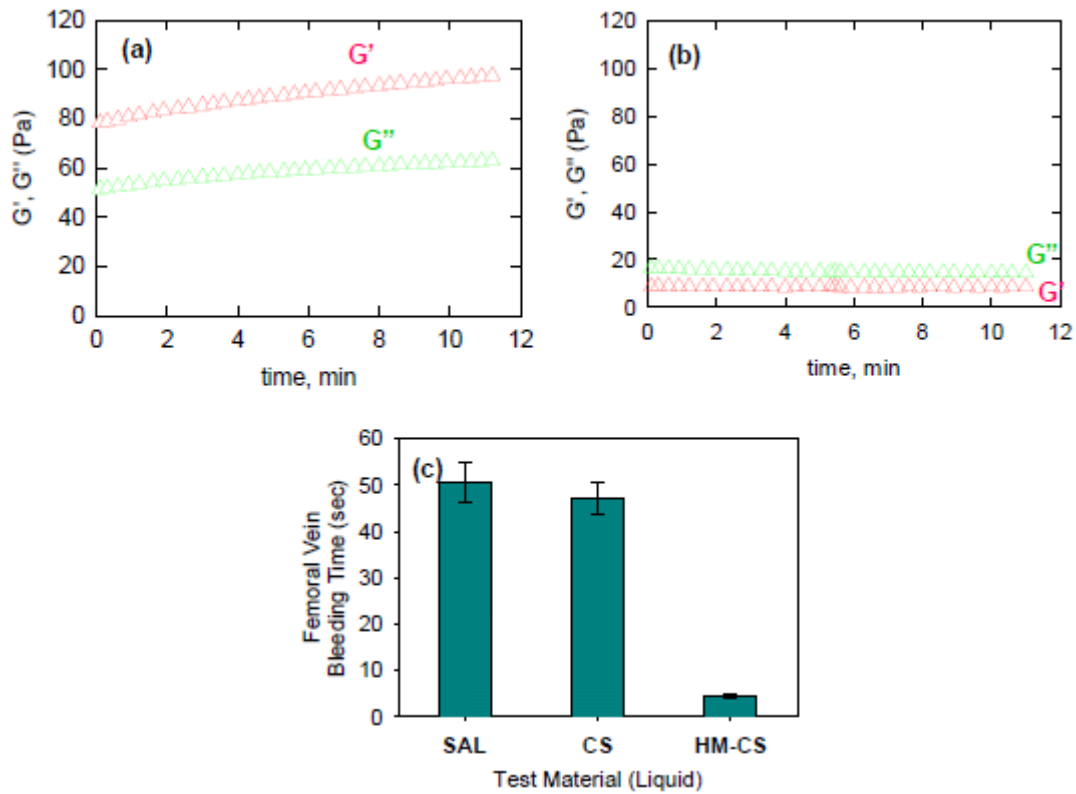 (a)
G'
G"
120
100
80
60
40
20
0
G', G" (Pa)
0 2 4 6 8 10 12
time, min
(b)
G"
G'
120
100
80
60
40
20
0
G', G" (Pa)
0 2 4 6 8 10 12
time, min
(c)
60
50
40
30
20
10
0
Femoral Vein
Bleeding Time (sec)
SAL CS HM-CS
Test Material (Liquid)